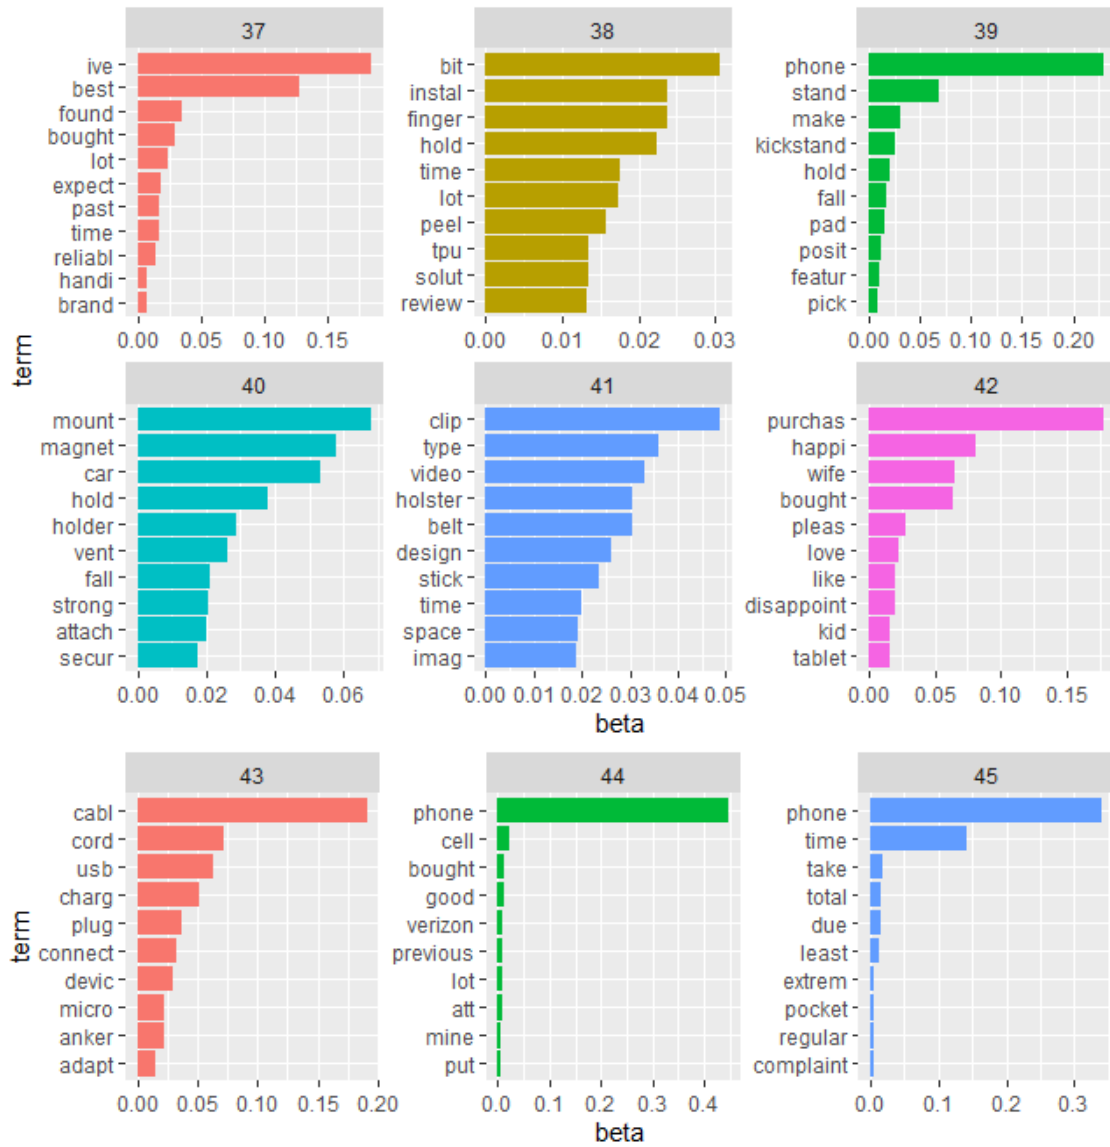 37
ive
best
found
bought
lot
expect
past
time
reliabl
handi
brand
0.00 0.05 0.10 0.15
38
bit
instal
finger
hold
time
lot
peel
tpu
solut
review
0.00 0.01 0.02 0.03
39
phone
stand
make
kickstand
hold
fall
pad
posit
featur
pick
0.00 0.05 0.10 0.15 0.20
term
40
mount
magnet
car
hold
holder
vent
fall
strong
attach
secur
0.00 0.02 0.04 0.06
41
clip
type
video
holster
belt
design
stick
time
space
imag
0.00 0.01 0.02 0.03 0.04 0.05
42
purchas
happi
wife
bought
pleas
love
like
disappoint
kid
tablet
0.00 0.05 0.10 0.15
beta
43
cabl
cord
usb
charg
plug
connect
devic
micro
anker
adapt
0.00 0.05 0.10 0.15 0.20
44
phone
cell
bought
good
verizon
previous
lot
att
mine
put
0.0 0.1 0.2 0.3 0.4
45
phone
time
take
total
due
least
extrem
pocket
regular
complaint
0.0 0.1 0.2 0.3
term
beta